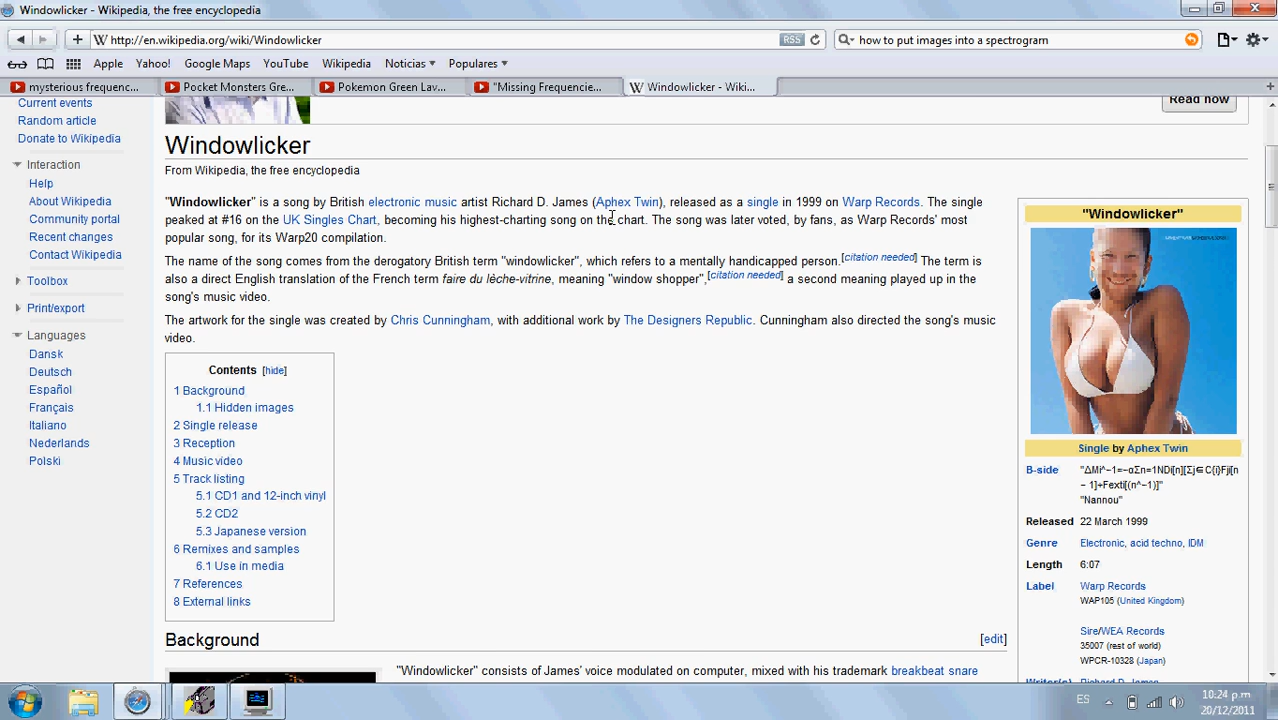 Windowlicker - Wikipedia, the free encyclopedia
http://en.wikipedia.org/wiki/Windowlicker
RSS
how to put images into a spectrogram
Apple Yahoo! Google Maps YouTube Wikipedia Noticias Populares
mysterious frequenc...
Pocket Monsters Gre...
Pokemon Green Lav...
"Missing Frequencie...
Windowlicker - Wiki...
Current events
Random article
Donate to Wikipedia
Interaction
Help
About Wikipedia
Community portal
Recent changes
Contact Wikipedia
Toolbox
Print/export
Languages
Dansk
Deutsch
Español
Français
Italiano
Nederlands
Polski
Read now
Windowlicker
From Wikipedia, the free encyclopedia
"Windowlicker" is a song by British electronic music artist Richard D. James (Aphex Twin), released as a single in 1999 on Warp Records. The single
peaked at #16 on the UK Singles Chart, becoming his highest-charting song on the chart. The song was later voted, by fans, as Warp Records' most
popular song, for its Warp20 compilation.
The name of the song comes from the derogatory British term "windowlicker", which refers to a mentally handicapped person.[citation needed] The term is
also a direct English translation of the French term faire du lèche-vitrine, meaning "window shopper",[citation needed] a second meaning played up in the
song's music video.
The artwork for the single was created by Chris Cunningham, with additional work by The Designers Republic. Cunningham also directed the song's music
video.
Contents [hide]
1 Background
1.1 Hidden images
2 Single release
3 Reception
4 Music video
5 Track listing
5.1 CD1 and 12-inch vinyl
5.2 CD2
5.3 Japanese version
6 Remixes and samples
6.1 Use in media
7 References
8 External links
Background
[edit]
"Windowlicker" consists of James' voice modulated on computer, mixed with his trademark breakbeat snare
"Windowlicker"
WINDOWLICKER
Single by Aphex Twin
B-side "ΔMi^−1=−αΣn=1NDi[n][Σj∈C{i}Fji[n
− 1]+Fexti[(n^−1)]"
"Nannou"
Released 22 March 1999
Genre Electronic, acid techno, IDM
Length 6:07
Label Warp Records
WAP105 (United Kingdom)
Sire/WEA Records
35007 (rest of world)
WPCR-10328 (Japan)
Writer(s) Richard D. James
ES
10:24 p.m.
20/12/2011